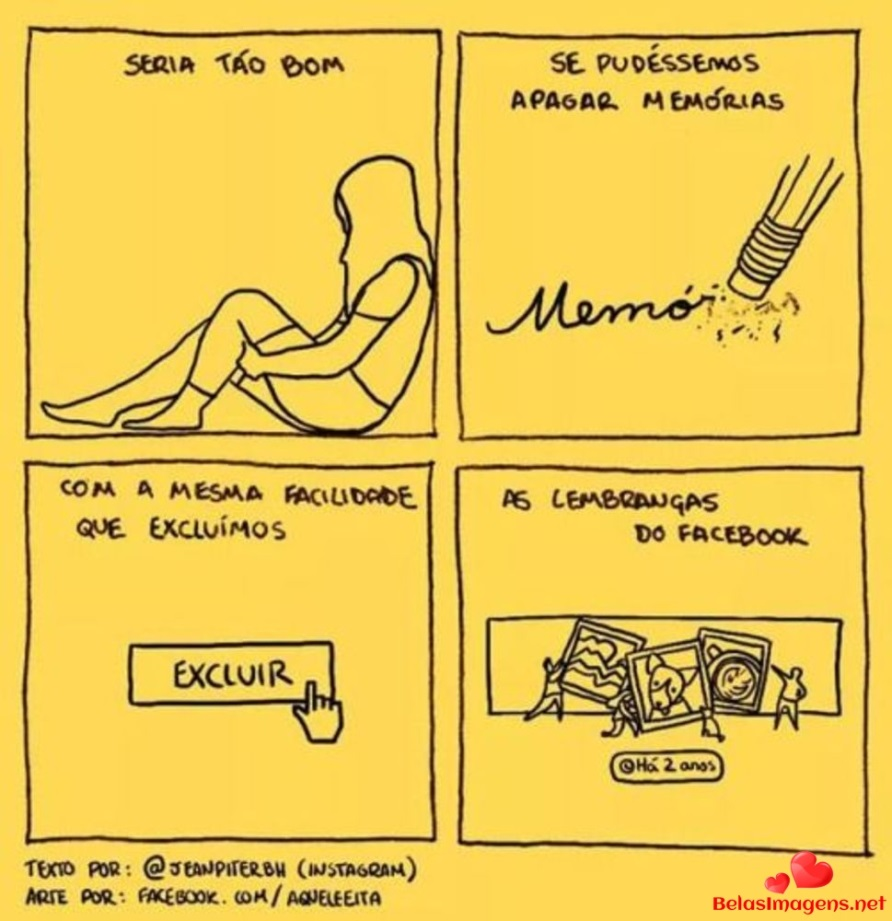 SERIA TÃO BOM
SE PUDÉSSEMOS
APAGAR MEMÓRIAS
Memó
COM A MESMA FACILIDADE
QUE EXCLUÍMOS
EXCLUIR
AS LEMBRANÇAS
DO FACEBOOK
Há 2 anos
TEXTO POR: @JEANPITERBH (INSTAGRAM)
ARTE POR: FACEBOOK.COM/AQUELEEITA
BelasImagens.net